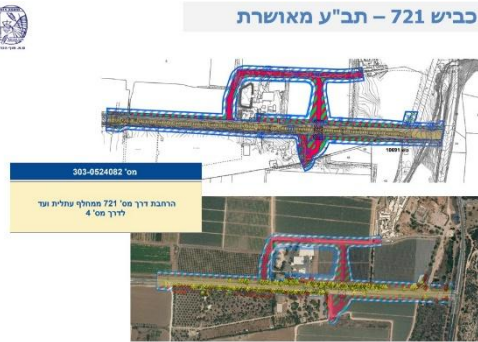 כביש 721 – תב"ע מאושרת
מס' 303-0524082
הרחבת דרך מס' 721 ממחלף עתלית ועד
לדרך מס' 4